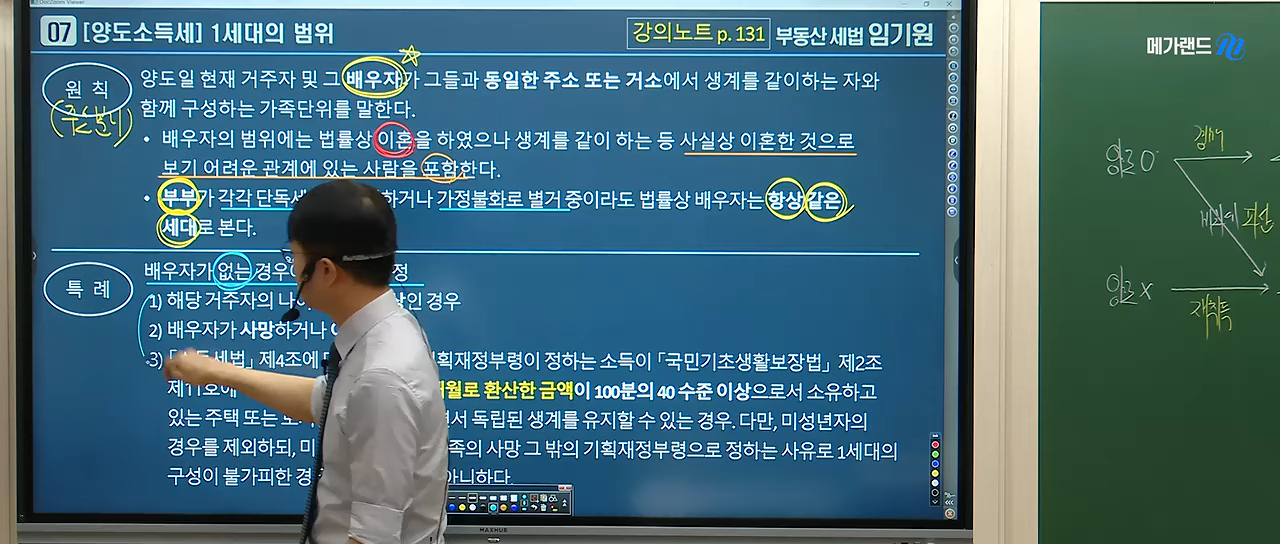 07 [양도소득세] 1세대의 범위
강의노트 p. 131 부동산 세법 임기원
메가랜드
원 칙
양도일 현재 거주자 및 그 배우자가 그들과 동일한 주소 또는 거소에서 생계를 같이하는 자와
함께 구성하는 가족단위를 말한다.
• 배우자의 범위에는 법률상 이혼을 하였으나 생계를 같이 하는 등 사실상 이혼한 것으로
보기 어려운 관계에 있는 사람을 포함한다.
• 부부가 각각 단독세 하거나 가정불화로 별거 중이라도 법률상 배우자는 항상 같은
세대로 본다.
특 례
배우자가 없는 경우 정
1) 해당 거주자의 나 상인 경우
2) 배우자가 사망하거나
3) 「소득세법」 제4조에 획재정부령이 정하는 소득이 「국민기초생활보장법」 제2조
제11호에 월로 환산한 금액이 100분의 40 수준 이상으로서 소유하고
있는 주택 또는 서 독립된 생계를 유지할 수 있는 경우. 다만, 미성년자의
경우를 제외하되, 미 족의 사망 그 밖의 기획재정부령으로 정하는 사유로 1세대의
구성이 불가피한 경 아니하다.
MAXHUB